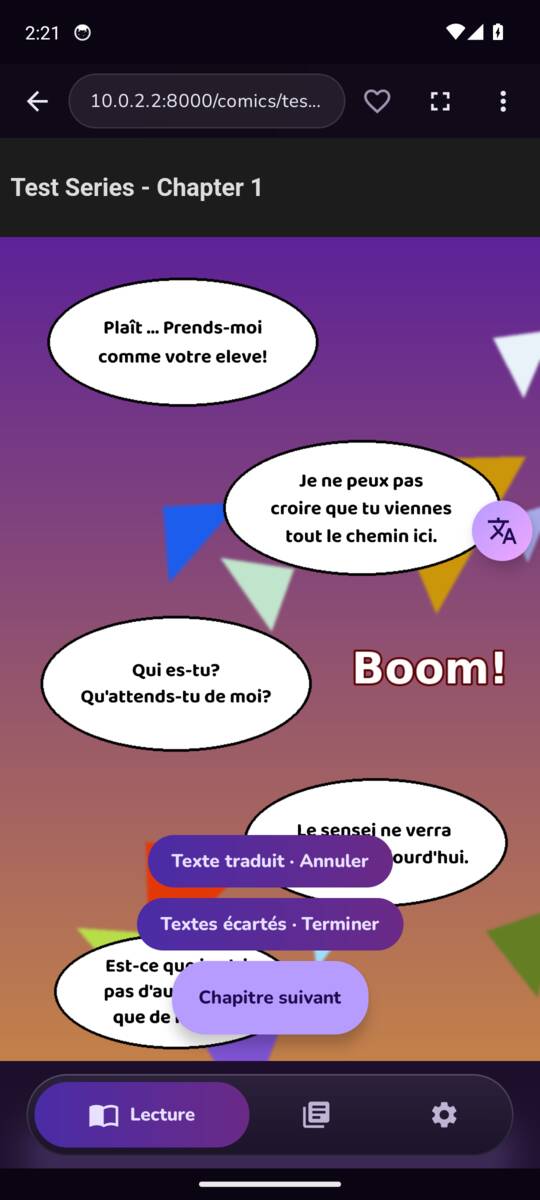 2:21
10.0.2.2:8000/comics/tes...
Test Series - Chapter 1
Plaît ... Prends-moi
comme votre eleve!
Je ne peux pas
croire que tu viennes
tout le chemin ici.
Qui es-tu?
Qu'attends-tu de moi?
Boom!
Le sensei ne verra
ourd'hui.
Texte traduit · Annuler
Textes écartés · Terminer
Est-ce que
pas d'au
que de
Chapitre suivant
Lecture